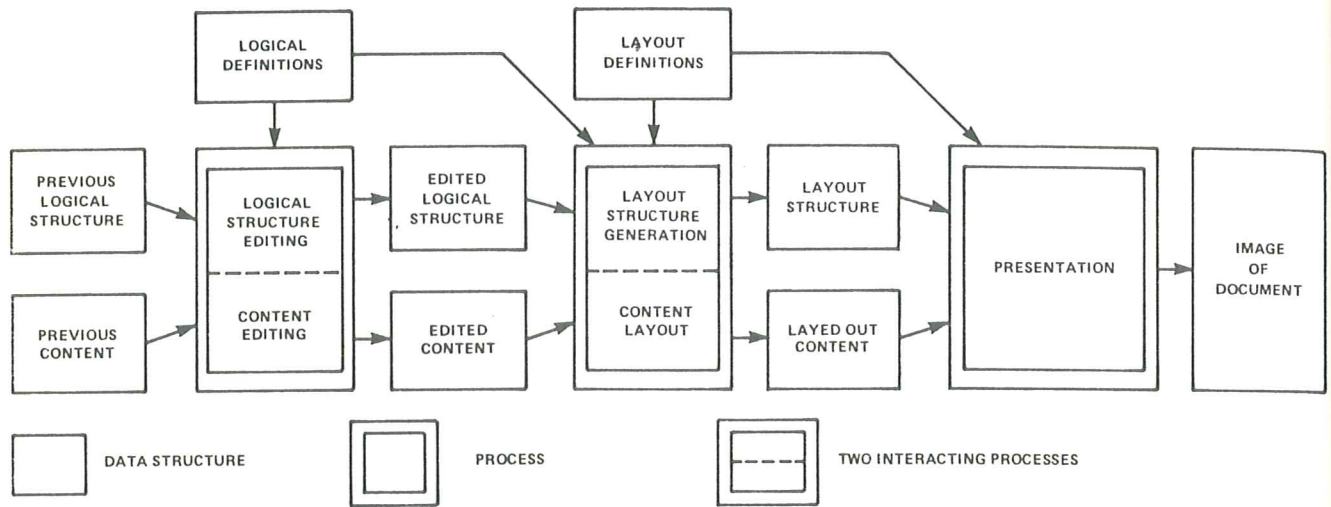 LOGICAL
DEFINITIONS
LAYOUT
DEFINITIONS
PREVIOUS
LOGICAL
STRUCTURE
LOGICAL
STRUCTURE
EDITING
EDITED
LOGICAL
STRUCTURE
LAYOUT
STRUCTURE
GENERATION
LAYOUT
STRUCTURE
PRESENTATION
IMAGE
OF
DOCUMENT
PREVIOUS
CONTENT
CONTENT
EDITING
EDITED
CONTENT
CONTENT
LAYOUT
LAYED OUT
CONTENT
DATA STRUCTURE
PROCESS
TWO INTERACTING PROCESSES